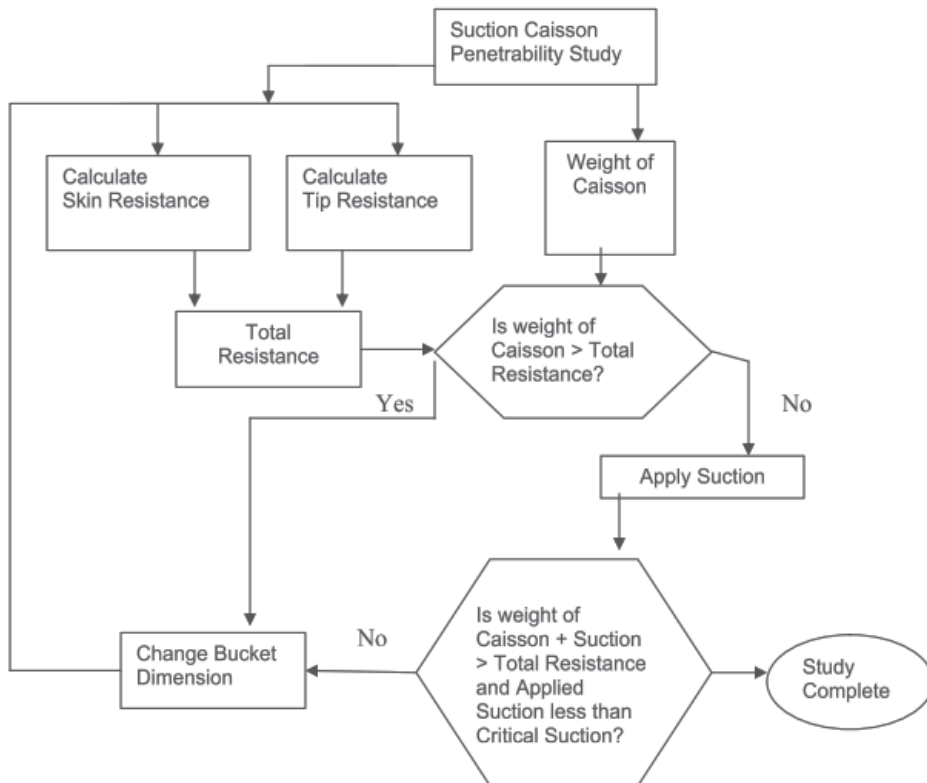 Suction Caisson
Penetrability Study
Calculate
Skin Resistance
Calculate
Tip Resistance
Weight of
Caisson
Total
Resistance
Is weight of
Caisson > Total
Resistance?
Yes
No
Apply Suction
Is weight of
Caisson + Suction
> Total Resistance
and Applied
Suction less than
Critical Suction?
No
Change Bucket
Dimension
Study
Complete